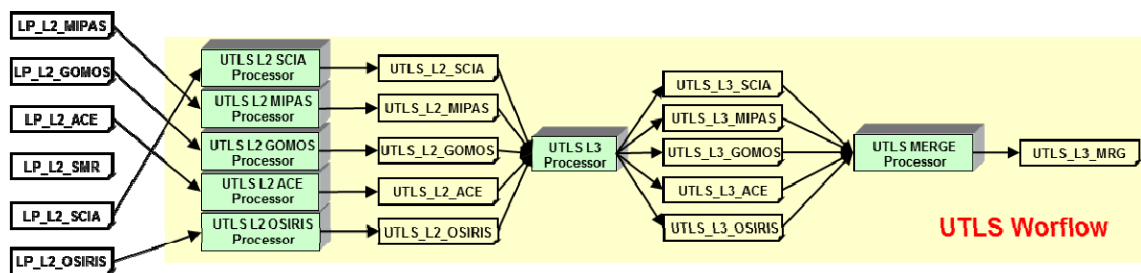 LP_L2_MIPAS
LP_L2_GOMOS
LP_L2_ACE
LP_L2_SMR
LP_L2_SCIA
LP_L2_OSIRIS
UTLS L2 SCIA
Processor
UTLS L2 MIPAS
Processor
UTLS L2 GOMOS
Processor
UTLS L2 ACE
Processor
UTLS L2 OSIRIS
Processor
UTLS_L2_SCIA
UTLS_L2_MIPAS
UTLS_L2_GOMOS
UTLS_L2_ACE
UTLS_L2_OSIRIS
UTLS L3
Processor
UTLS_L3_SCIA
UTLS_L3_MIPAS
UTLS_L3_GOMOS
UTLS_L3_ACE
UTLS_L3_OSIRIS
UTLS MERGE
Processor
UTLS_L3_MRG
UTLS Worflow